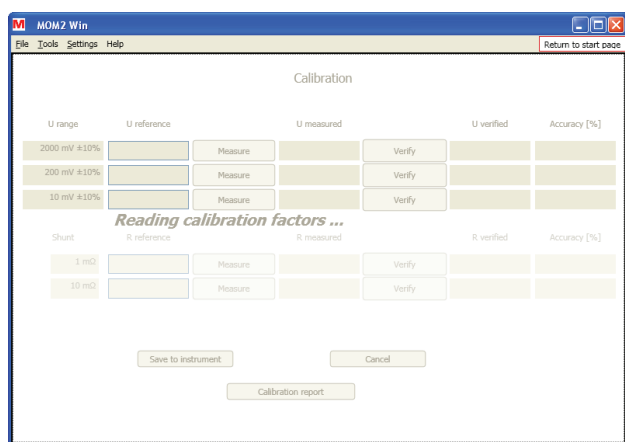 M MOM2 Win
File Tools Settings Help Return to start page
Calibration
U range U reference U measured U verified Accuracy [%]
2000 mV ±10% Measure Verify
200 mV ±10% Measure Verify
10 mV ±10% Measure Verify
Reading calibration factors ...
Shunt R reference R measured R verified Accuracy [%]
1 mΩ Measure Verify
10 mΩ Measure Verify
Save to instrument Cancel
Calibration report